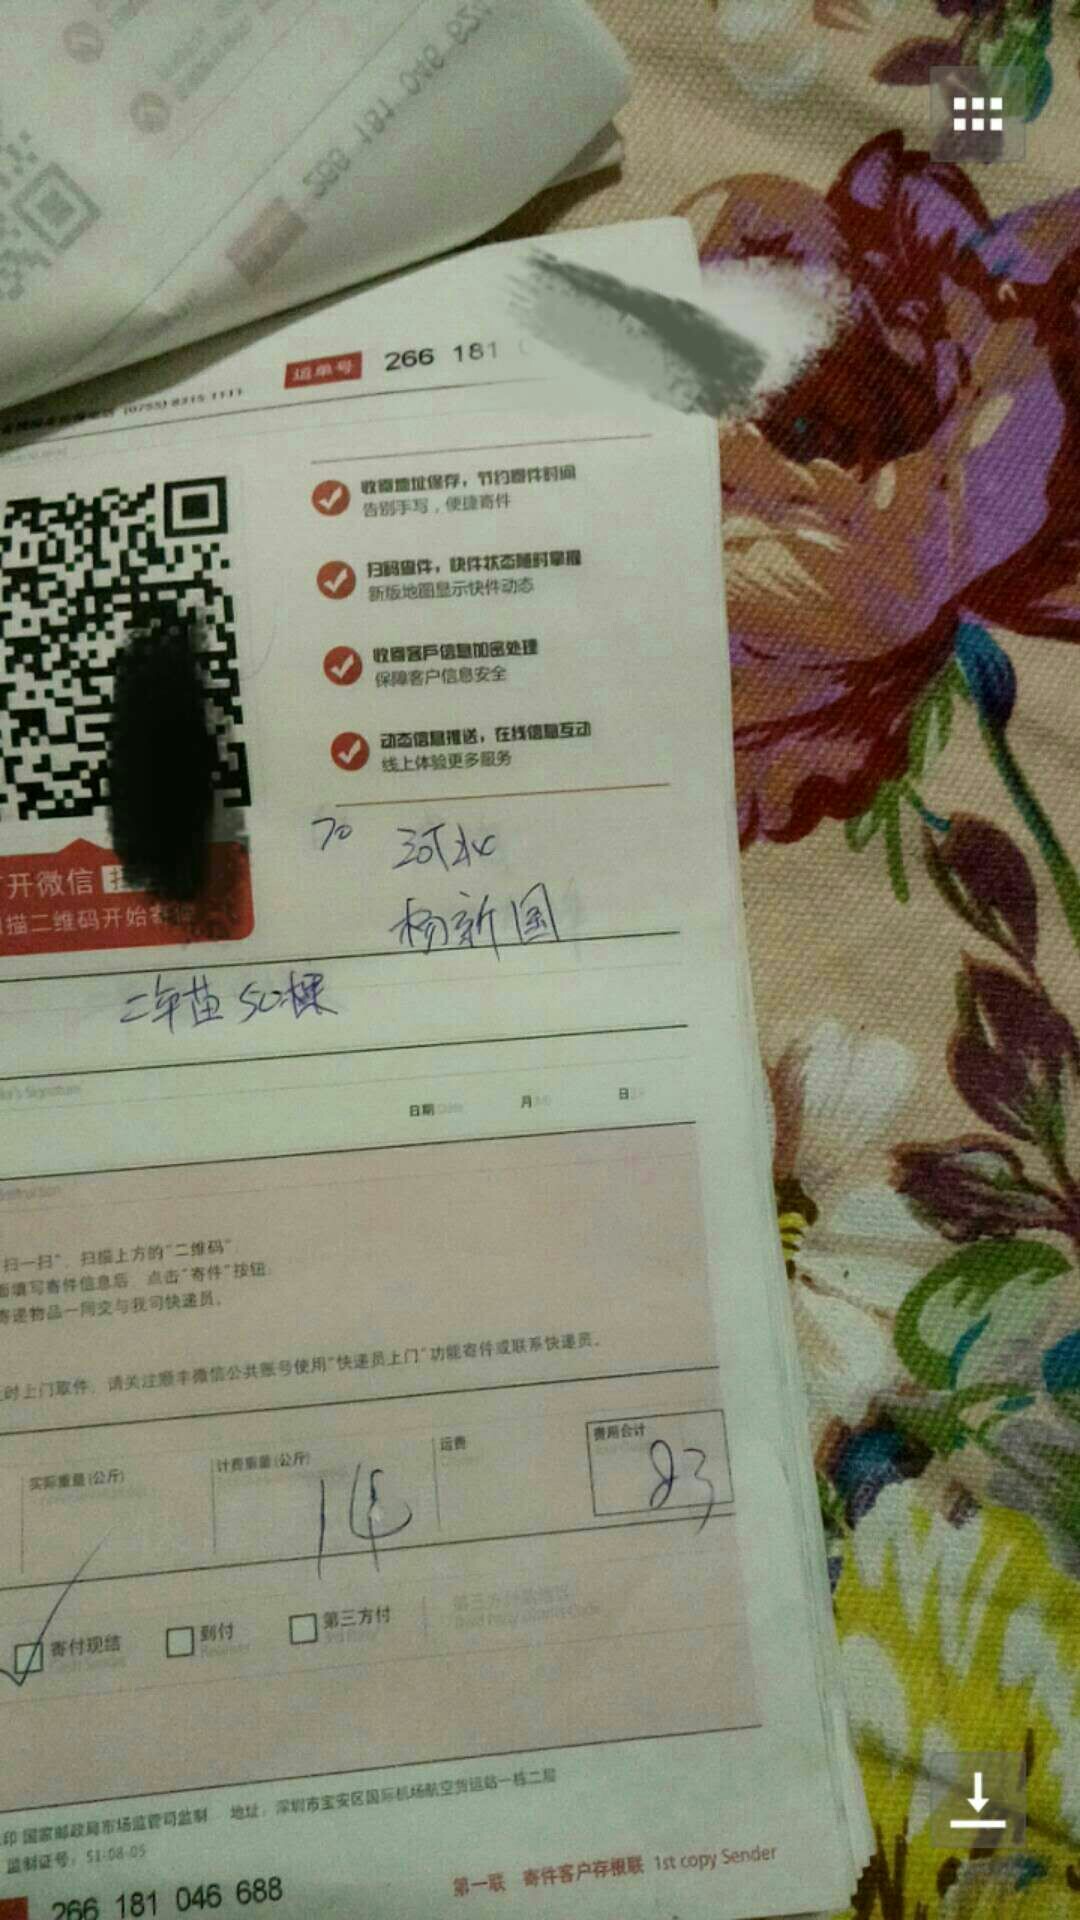 运单号 266 181
(0755) 8315 1111
收寄地址保存，节约寄件时间
告别手写，便捷寄件
扫码查件，快件状态随时掌握
新版地图显示快件动态
收寄客户信息加密处理
保障客户信息安全
动态信息推送，在线信息互动
线上体验更多服务
开微信
描二维码开始寄件
70 河北
杨新国
二年苗 50棵
日期 月 日
扫一扫"，扫描上方的"二维码"
面填写寄件信息后，点击"寄件"按钮
寄递物品一同交与我司快递员。
时上门取件，请关注顺丰微信公共账号使用"快递员上门"功能寄件或联系快递员。
实际重量(公斤) 计费重量(公斤) 运费 费用合计
14 83
寄付现结 到付 第三方付
印 国家邮政局市场监管司监制 地址：深圳市宝安区国际机场航空货运站一栋二层
监制证号：51-08-05
266 181 046 688
第一联 寄件客户存根联 1st copy Sender